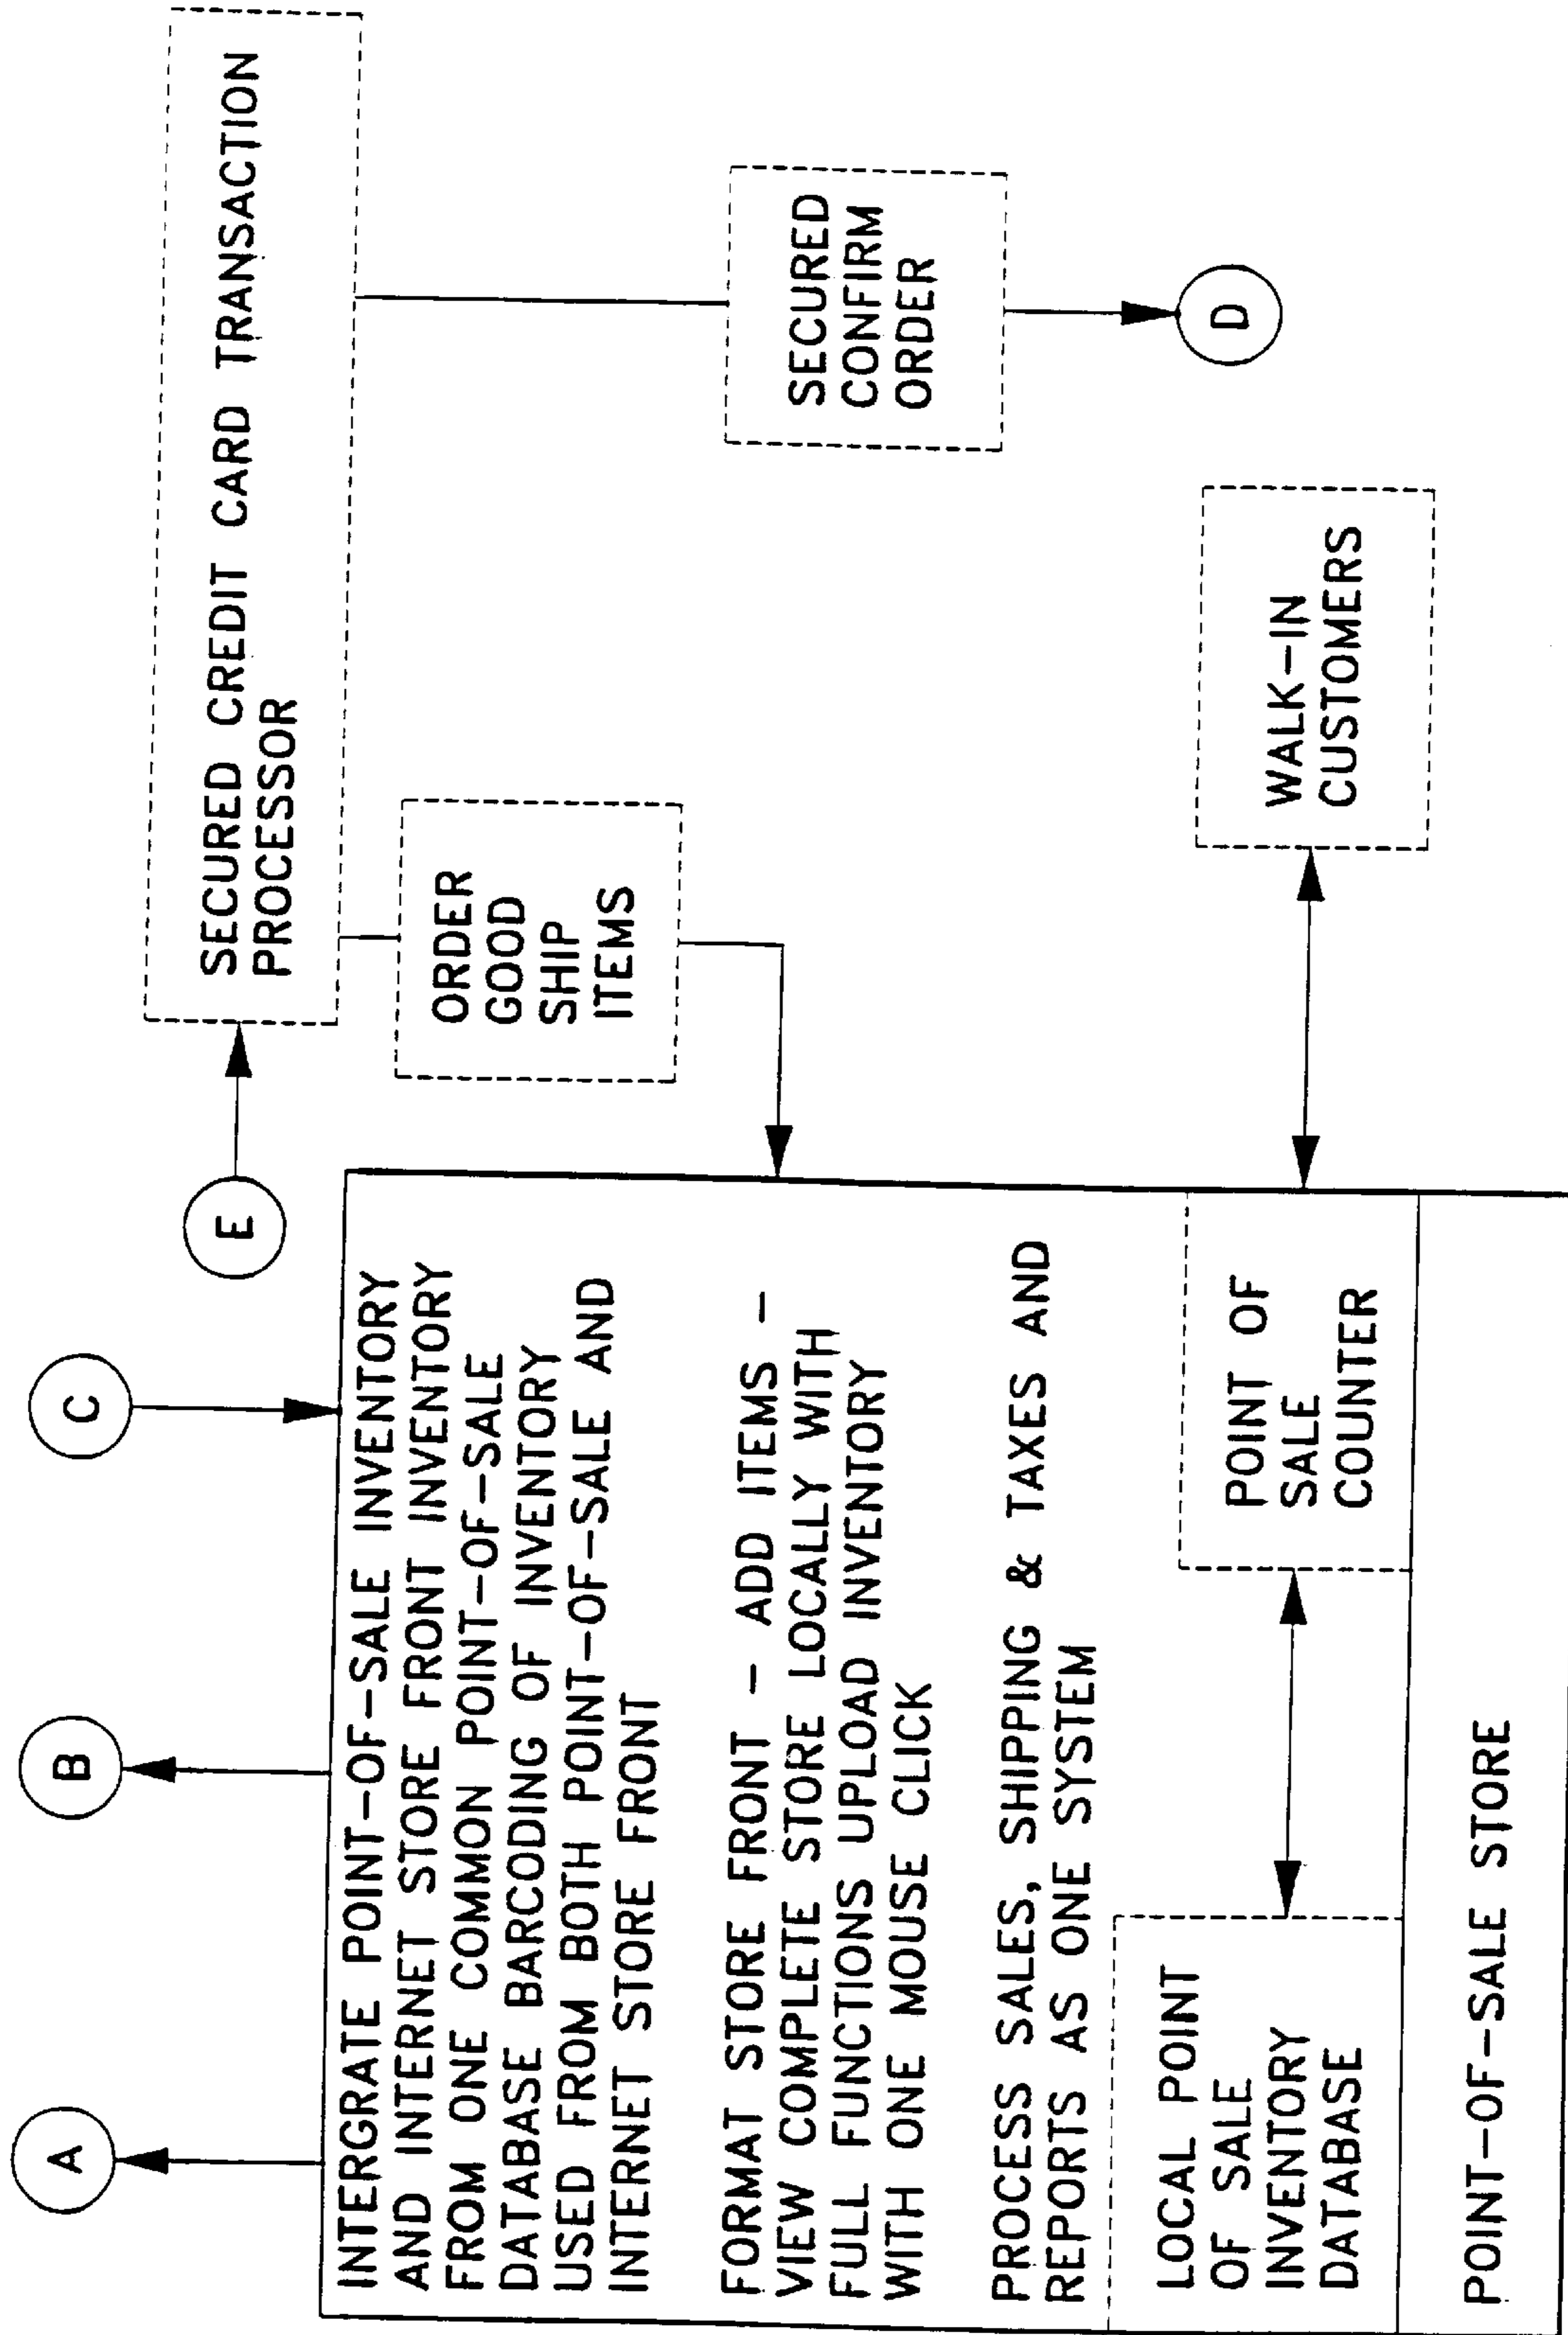 A
B
C
E
INTERGRATE POINT-OF-SALE INVENTORY
AND INTERNET STORE FRONT INVENTORY
FROM ONE COMMON POINT-OF-SALE
DATABASE BARCODING OF INVENTORY
USED FROM BOTH POINT-OF-SALE AND
INTERNET STORE FRONT
FORMAT STORE FRONT - ADD ITEMS -
VIEW COMPLETE STORE LOCALLY WITH
FULL FUNCTIONS UPLOAD INVENTORY
WITH ONE MOUSE CLICK
PROCESS SALES, SHIPPING & TAXES AND
REPORTS AS ONE SYSTEM
LOCAL POINT
OF SALE
INVENTORY
DATABASE
POINT OF
SALE
COUNTER
POINT-OF-SALE STORE
SECURED CREDIT CARD TRANSACTION
PROCESSOR
ORDER
GOOD
SHIP
ITEMS
SECURED
CONFIRM
ORDER
D
WALK-IN
CUSTOMERS